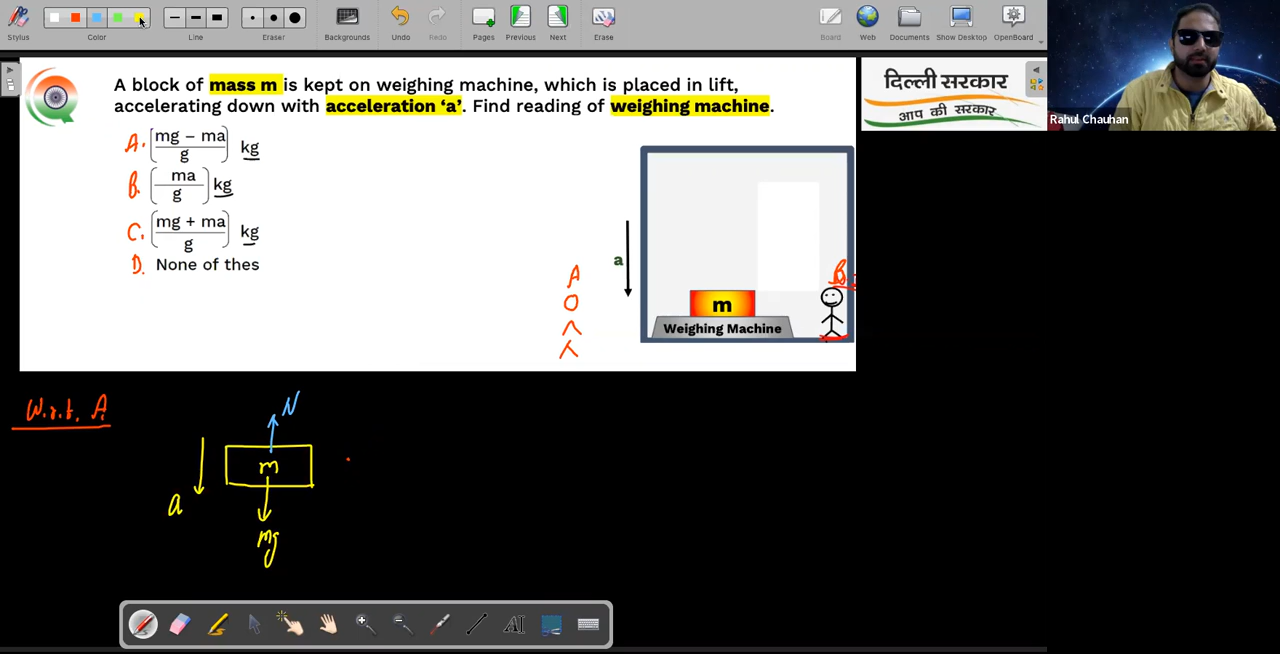 Stylus
Color
Line
Eraser
Backgrounds
Undo
Redo
Pages
Previous
Next
Erase
Board
Web
Documents
Show Desktop
OpenBoard
A block of mass m is kept on weighing machine, which is placed in lift,
accelerating down with acceleration ‘a’. Find reading of weighing machine.
दिल्ली सरकार
आप की सरकार
Rahul Chauhan
A. (mg − ma / g) kg
B. (ma / g) kg
C. (mg + ma / g) kg
D. None of thes
a
A
B
m
Weighing Machine
W.r.t. A
N
m
a
mg
AI